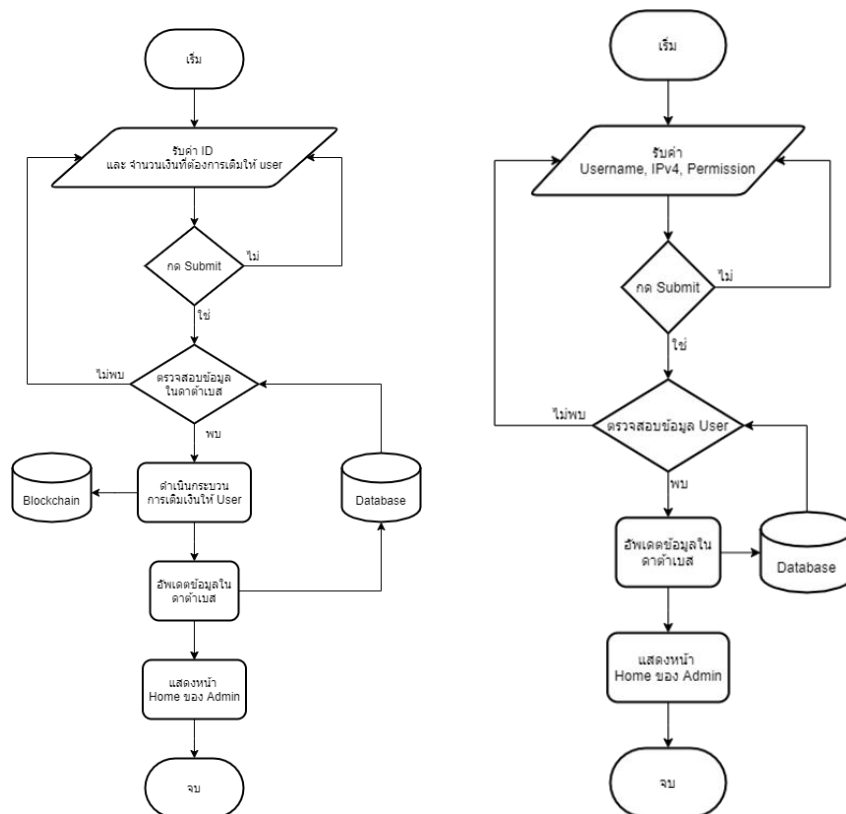 เริ่ม
รับค่า ID
และ จำนวนเงินที่ต้องการเติมให้ user
กด Submit
ไม่
ใช่
ตรวจสอบข้อมูล
ในดาต้าเบส
ไม่พบ
พบ
ดำเนินกระบวน
การเติมเงินให้ User
Blockchain
Database
อัพเดตข้อมูลใน
ดาต้าเบส
แสดงหน้า
Home ของ Admin
จบ
เริ่ม
รับค่า
Username, IPv4, Permission
กด Submit
ไม่
ใช่
ตรวจสอบข้อมูล User
ไม่พบ
พบ
อัพเดตข้อมูลใน
ดาต้าเบส
Database
แสดงหน้า
Home ของ Admin
จบ